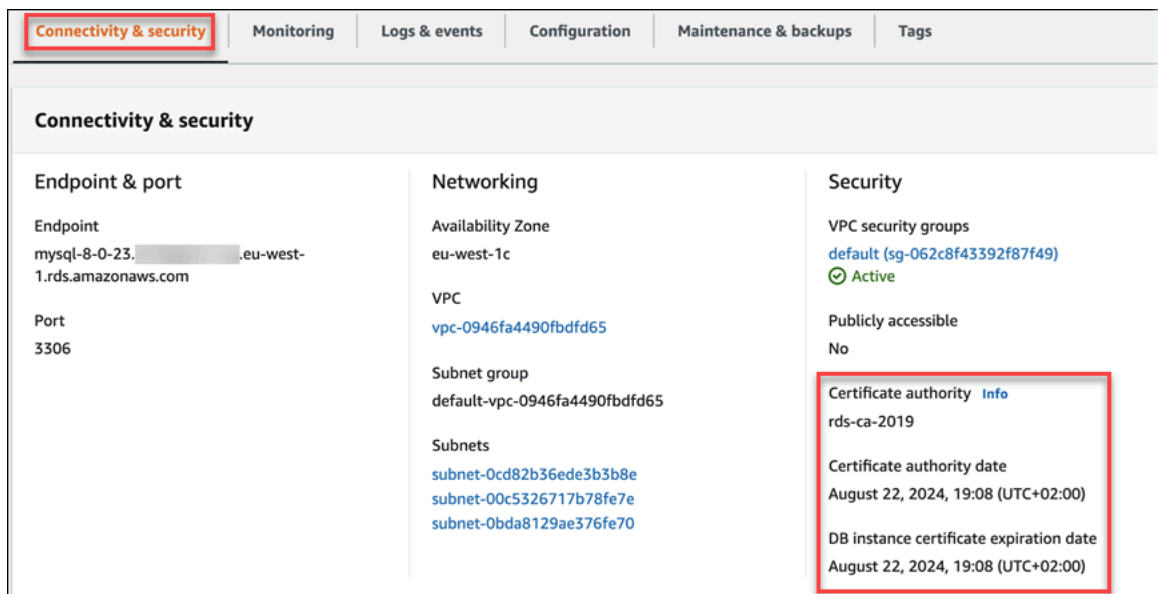 Connectivity & security
Monitoring
Logs & events
Configuration
Maintenance & backups
Tags
Connectivity & security
Endpoint & port
Endpoint
mysql-8-0-23. .eu-west-
1.rds.amazonaws.com
Port
3306
Networking
Availability Zone
eu-west-1c
VPC
vpc-0946fa4490fbdfd65
Subnet group
default-vpc-0946fa4490fbdfd65
Subnets
subnet-0cd82b36ede3b3b8e
subnet-00c5326717b78fe7e
subnet-0bda8129ae376fe70
Security
VPC security groups
default (sg-062c8f43392f87f49)
Active
Publicly accessible
No
Certificate authority Info
rds-ca-2019
Certificate authority date
August 22, 2024, 19:08 (UTC+02:00)
DB instance certificate expiration date
August 22, 2024, 19:08 (UTC+02:00)